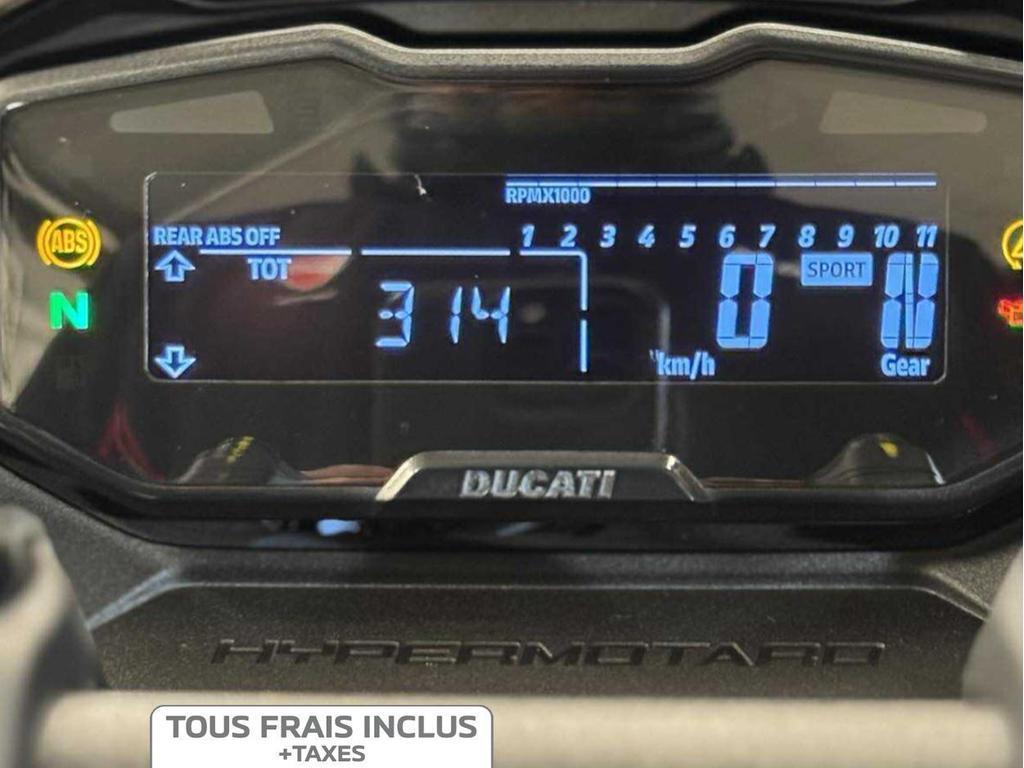 RPMX1000
REAR ABS OFF
1 2 3 4 5 6 7 8 9 10 11
ABS
TOT
SPORT
N
314
0
N
km/h
Gear
DUCATI
HYPERMOTARD
TOUS FRAIS INCLUS
+TAXES